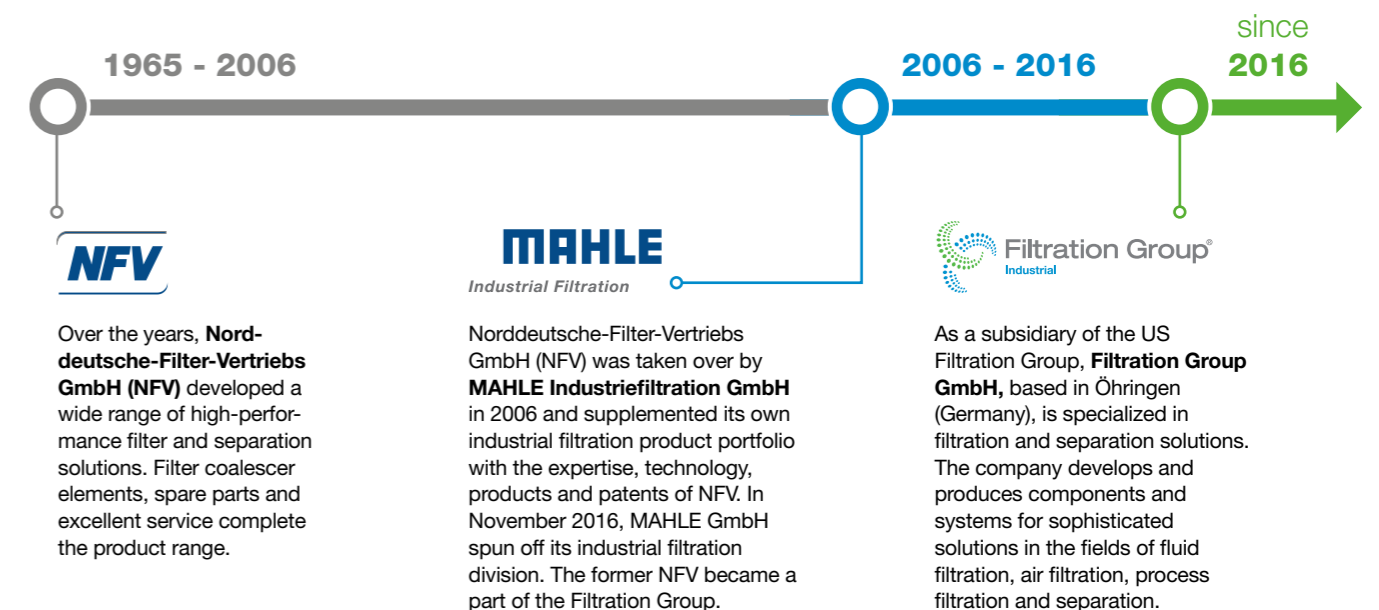 1965 - 2006
2006 - 2016
since
2016
NFV
Over the years, Nord-
deutsche-Filter-Vertriebs
GmbH (NFV) developed a
wide range of high-perfor-
mance filter and separation
solutions. Filter coalescer
elements, spare parts and
excellent service complete
the product range.
MAHLE
Industrial Filtration
Norddeutsche-Filter-Vertriebs
GmbH (NFV) was taken over by
MAHLE Industriefiltration GmbH
in 2006 and supplemented its own
industrial filtration product portfolio
with the expertise, technology,
products and patents of NFV. In
November 2016, MAHLE GmbH
spun off its industrial filtration
division. The former NFV became a
part of the Filtration Group.
Filtration Group®
Industrial
As a subsidiary of the US
Filtration Group, Filtration Group
GmbH, based in Öhringen
(Germany), is specialized in
filtration and separation solutions.
The company develops and
produces components and
systems for sophisticated
solutions in the fields of fluid
filtration, air filtration, process
filtration and separation.